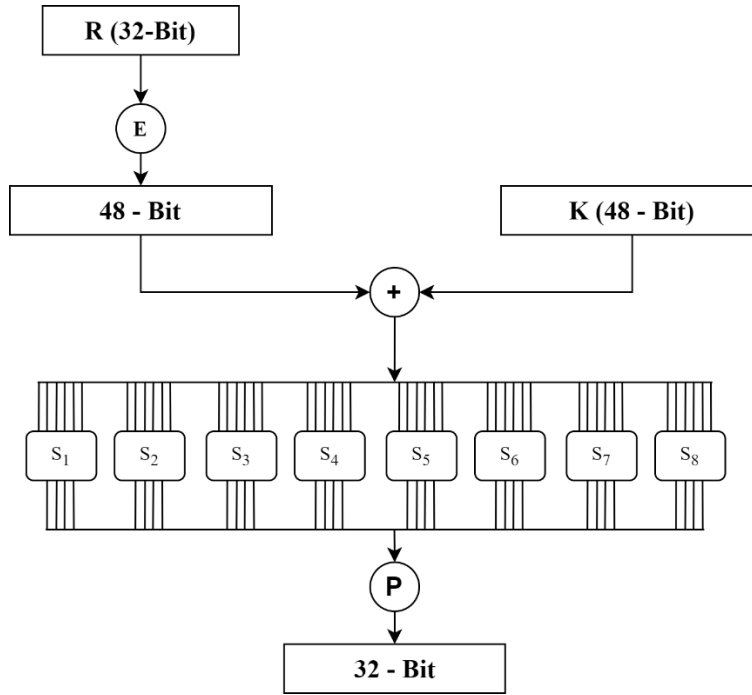 R (32-Bit)
E
48 - Bit
K (48 - Bit)
+
S₁ S₂ S₃ S₄ S₅ S₆ S₇ S₈
P
32 - Bit